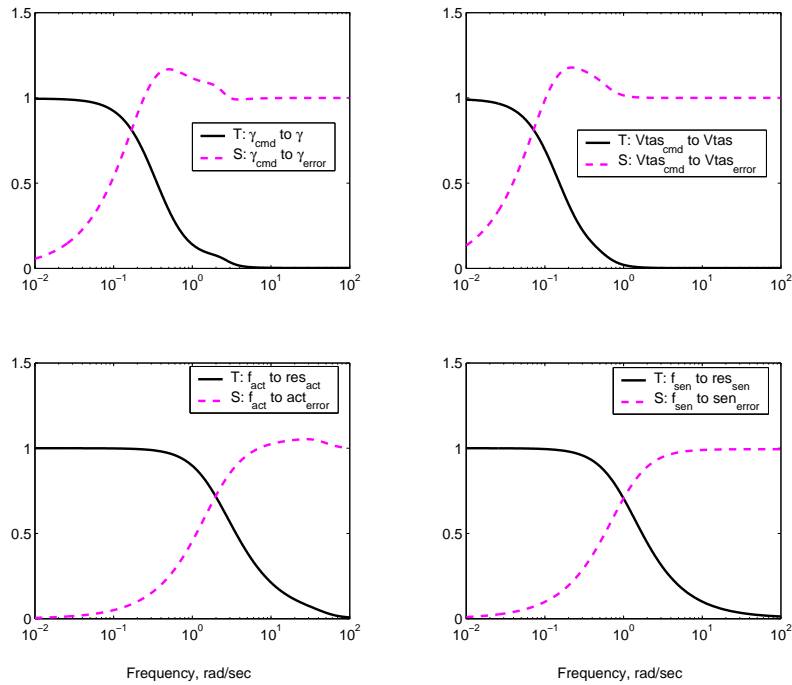 1.5
1
0.5
0
10^-2 10^-1 10^0 10^1 10^2
T: γ_cmd to γ
S: γ_cmd to γ_error
1.5
1
0.5
0
10^-2 10^-1 10^0 10^1 10^2
T: Vtas_cmd to Vtas
S: Vtas_cmd to Vtas_error
1.5
1
0.5
0
10^-2 10^-1 10^0 10^1 10^2
T: f_act to res_act
S: f_act to act_error
Frequency, rad/sec
1.5
1
0.5
0
10^-2 10^-1 10^0 10^1 10^2
T: f_sen to res_sen
S: f_sen to sen_error
Frequency, rad/sec